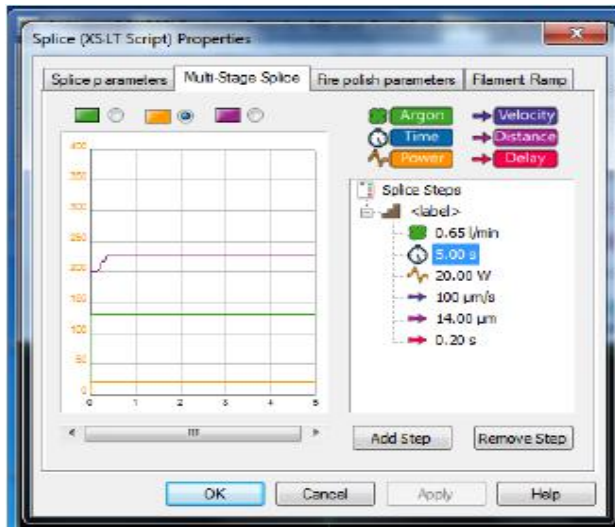 Splice (XS-LT Script) Properties
Splice parameters Multi-Stage Splice Fire polish parameters Filament Ramp
Argon Velocity
Time Distance
Power Delay
400
350
300
250
200
150
100
50
0
0 1 2 3 4 5
Splice Steps
<label>
0.65 l/min
5.00 s
20.00 W
100 µm/s
14.00 µm
0.20 s
Add Step Remove Step
OK Cancel Apply Help